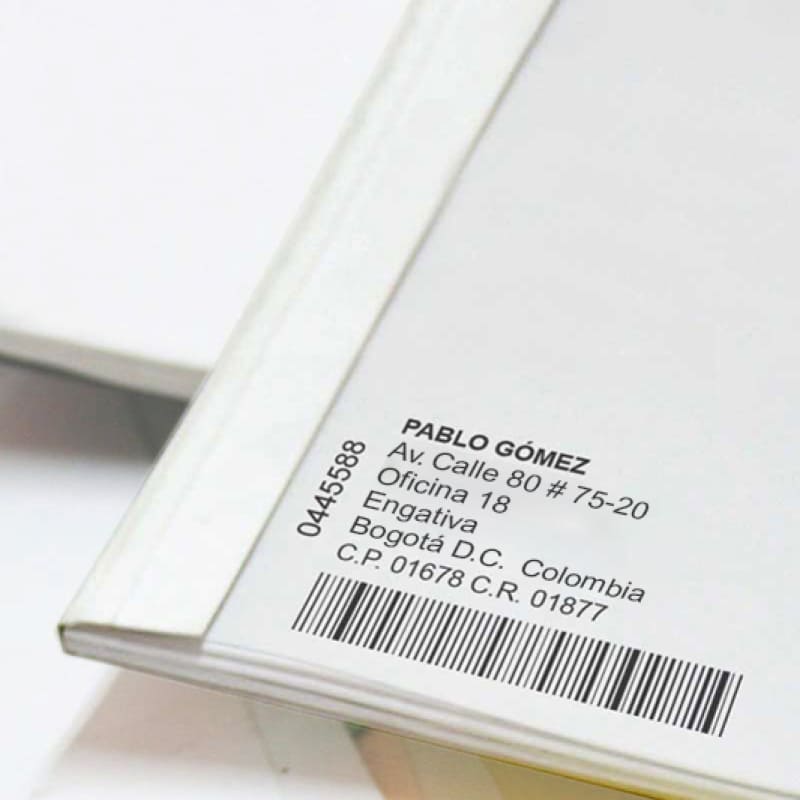 PABLO GÓMEZ
Av. Calle 80 # 75-20
Oficina 18
Engativa
Bogotá D.C. Colombia
C.P. 01678 C.R. 01877
0445588